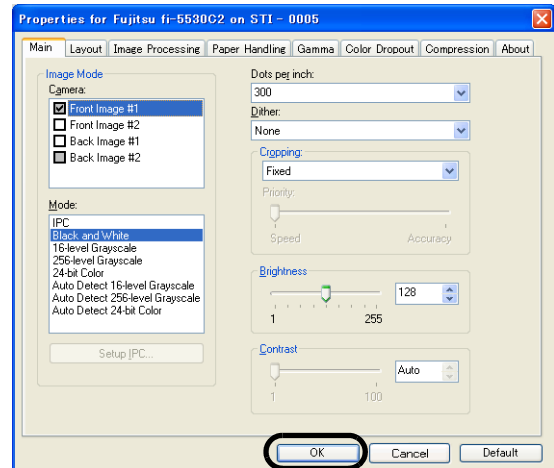 Properties for Fujitsu fi-5530C2 on STI - 0005
Main Layout Image Processing Paper Handling Gamma Color Dropout Compression About
Image Mode
Camera:
Front Image #1
Front Image #2
Back Image #1
Back Image #2
Mode:
IPC
Black and White
16-level Grayscale
256-level Grayscale
24-bit Color
Auto Detect 16-level Grayscale
Auto Detect 256-level Grayscale
Auto Detect 24-bit Color
Setup IPC...
Dots per inch:
300
Dither:
None
Cropping:
Fixed
Priority:
Speed Accuracy
Brightness
128
1 255
Contrast
Auto
1 100
OK Cancel Default